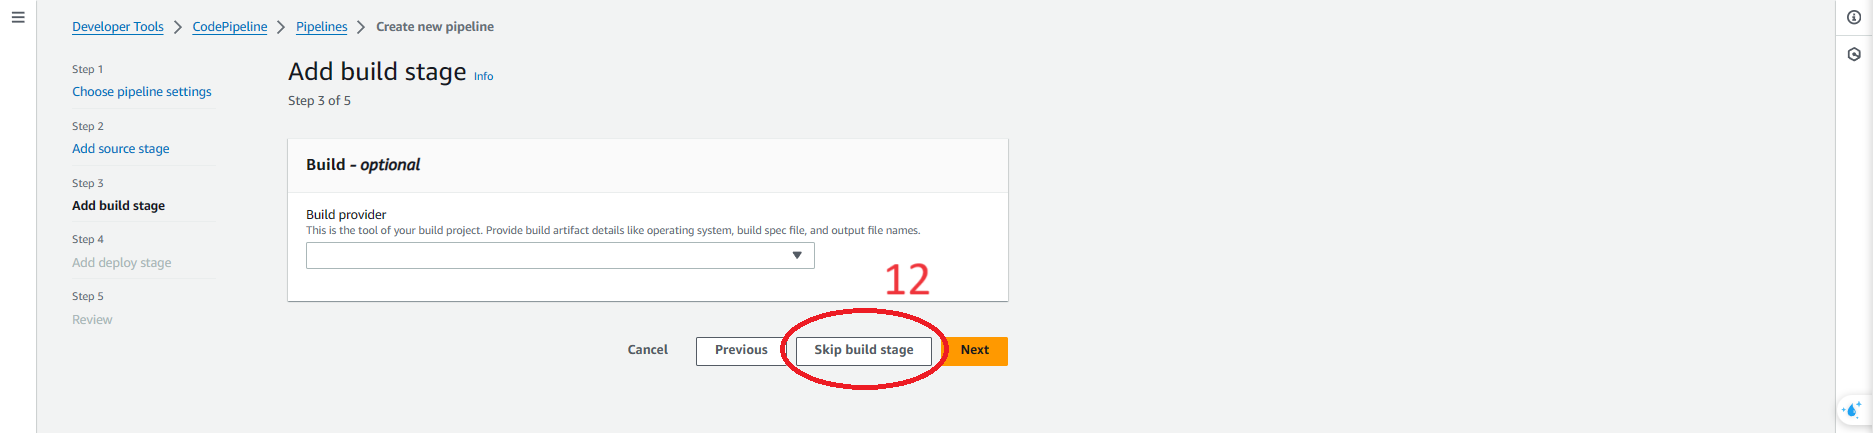 Developer Tools > CodePipeline > Pipelines > Create new pipeline
Step 1
Choose pipeline settings
Step 2
Add source stage
Step 3
Add build stage
Step 4
Add deploy stage
Step 5
Review
Add build stage Info
Step 3 of 5
Build - optional
Build provider
This is the tool of your build project. Provide build artifact details like operating system, build spec file, and output file names.
12
Cancel Previous Skip build stage Next